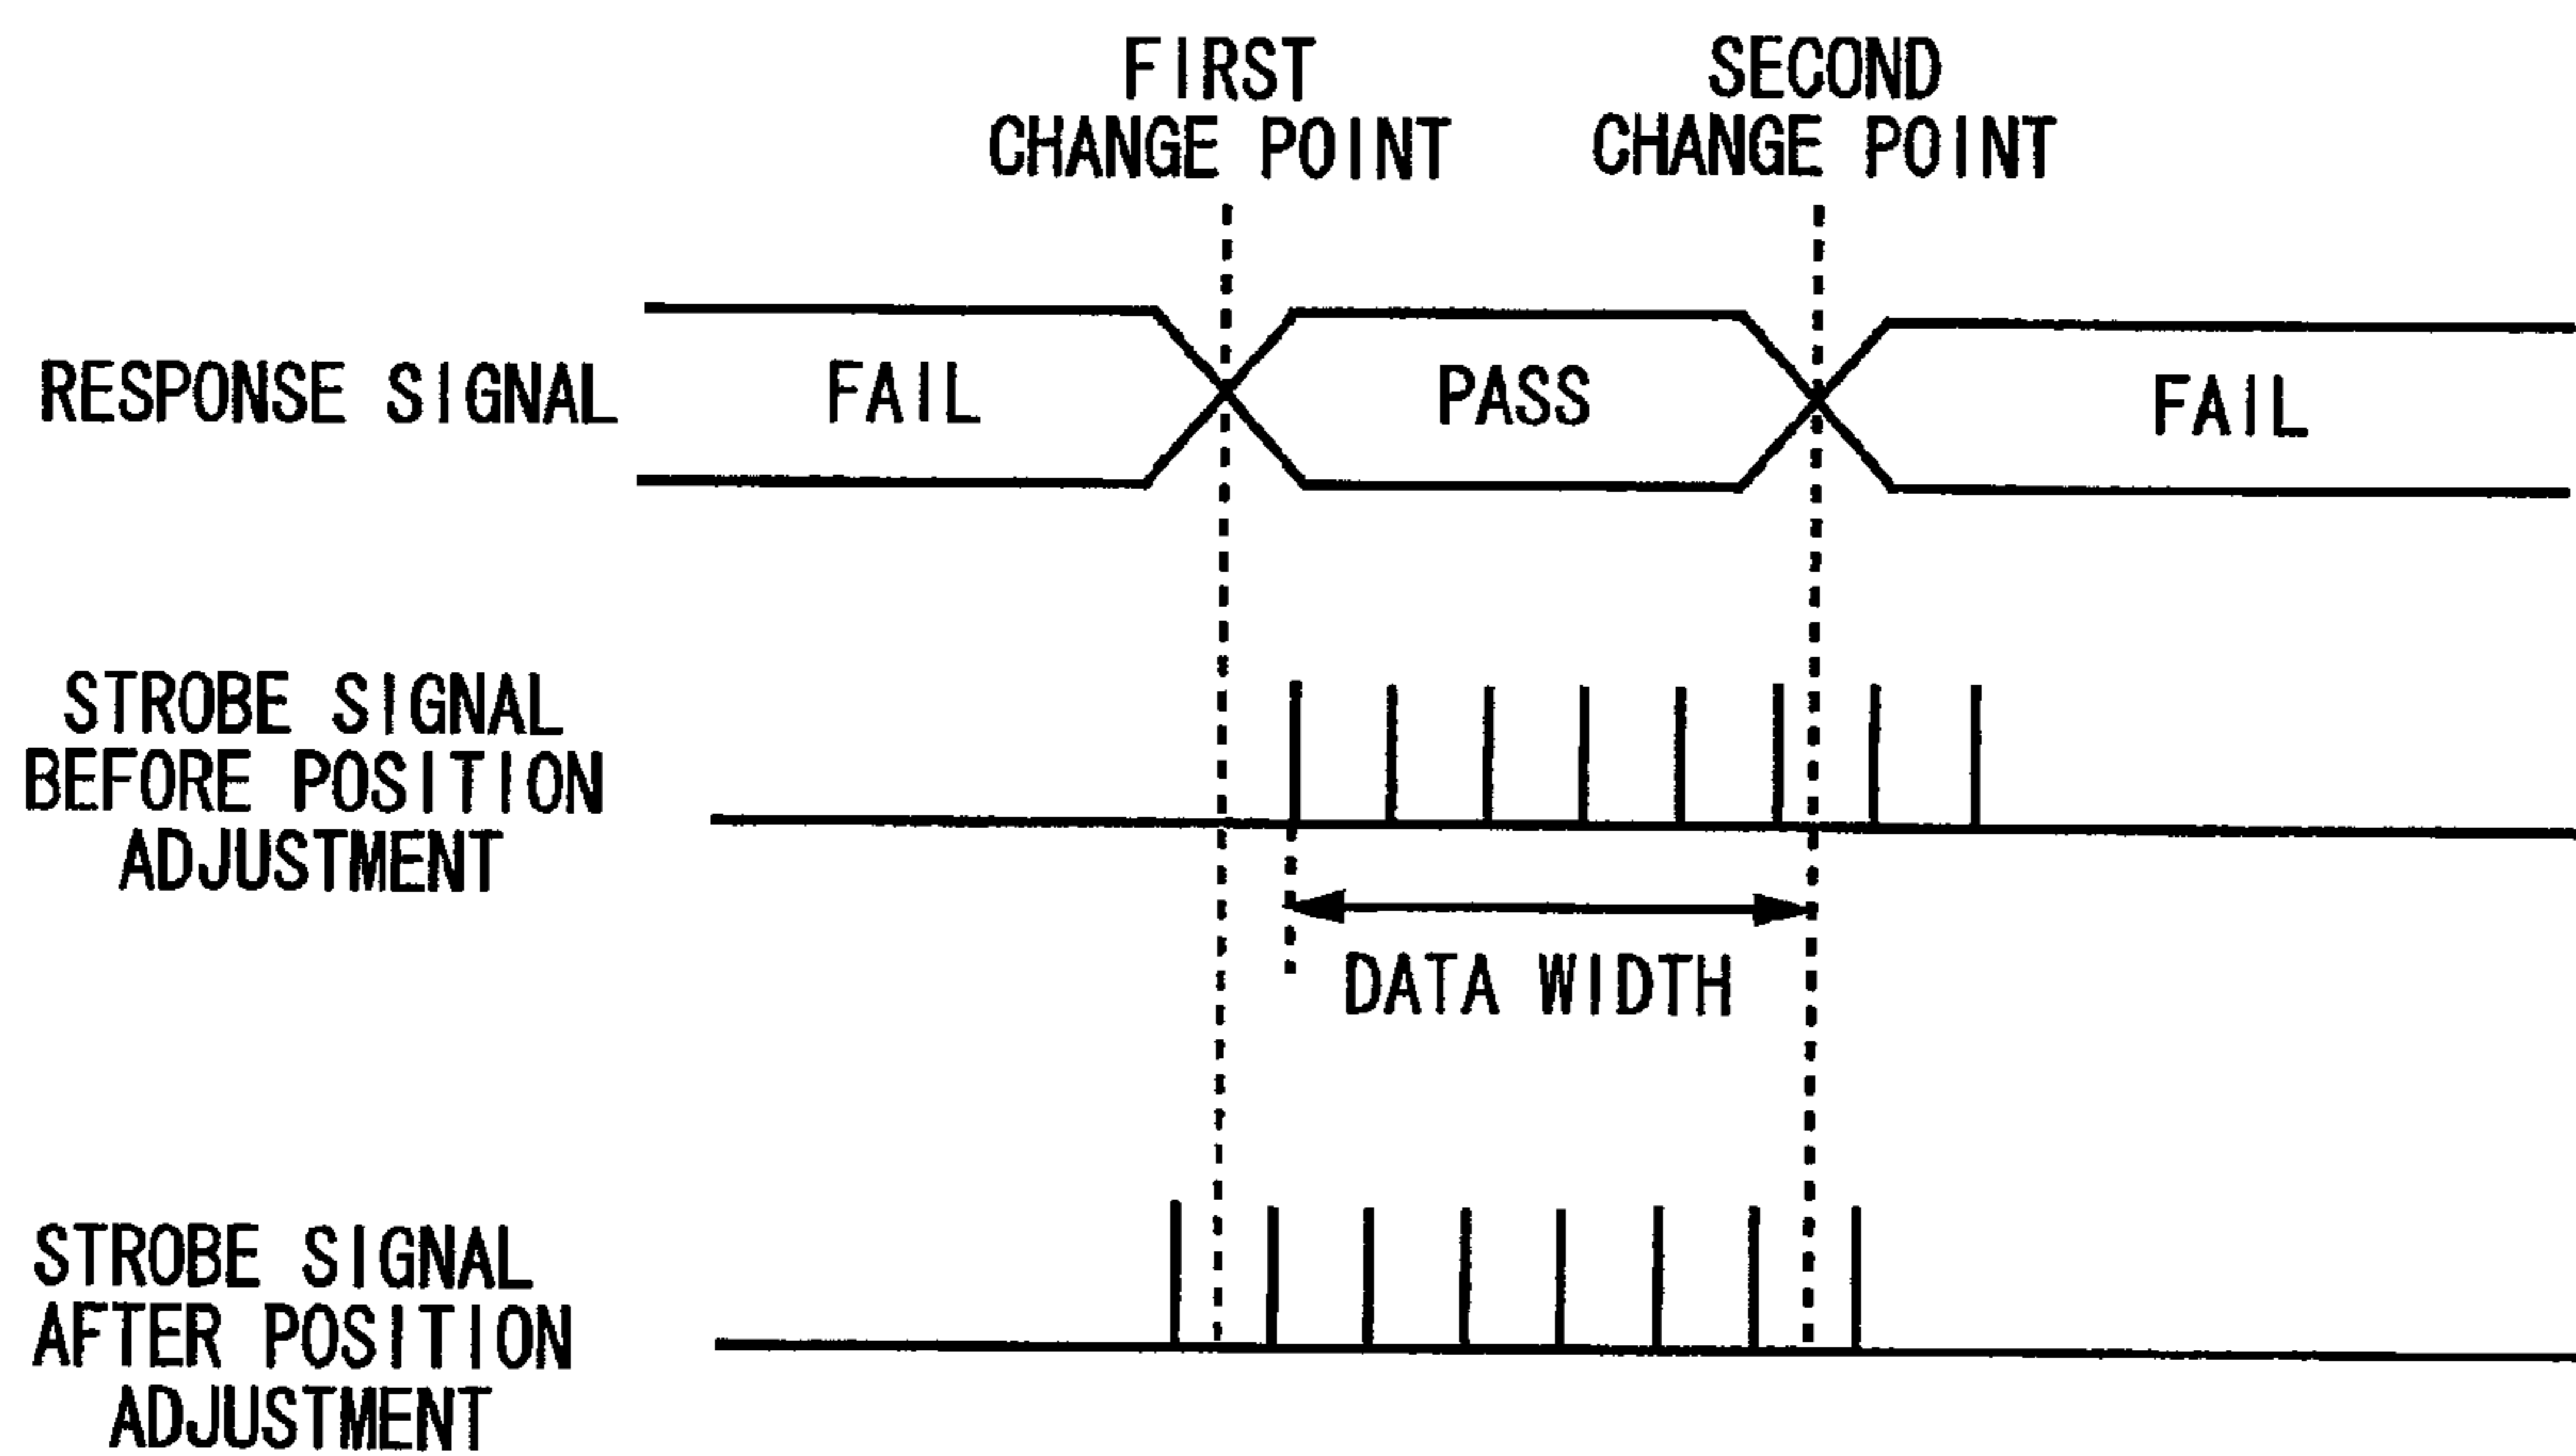 FIRST
CHANGE POINT
SECOND
CHANGE POINT
RESPONSE SIGNAL
FAIL
PASS
FAIL
STROBE SIGNAL
BEFORE POSITION
ADJUSTMENT
DATA WIDTH
STROBE SIGNAL
AFTER POSITION
ADJUSTMENT